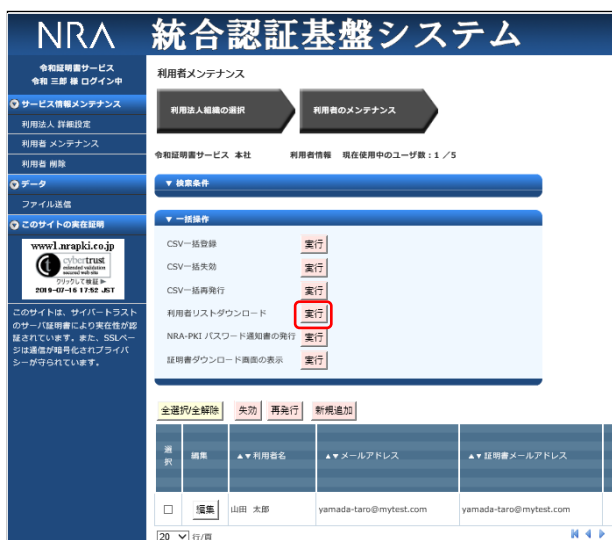 NRA 統合認証基盤システム
令和証明書サービス
令和 三郎 様 ログイン中
サービス情報メンテナンス
利用法人 詳細設定
利用者 メンテナンス
利用者 削除
データ
ファイル送信
このサイトの実在証明
www1.nrapki.co.jp
cybertrust
extended validation
secured web site
クリックして検証 ▶
2019-07-16 17:52 JST
このサイトは、サイバートラスト
のサーバ証明書により実在性が認
証されています。また、SSLペー
ジは通信が暗号化されプライバ
シーが守られています。
利用者メンテナンス
利用法人組織の選択 利用者のメンテナンス
令和証明書サービス 本社 利用者情報 現在使用中のユーザ数:1 /5
▼ 検索条件
▼ 一括操作
CSV一括登録 実行
CSV一括失効 実行
CSV一括再発行 実行
利用者リストダウンロード 実行
NRA-PKI パスワード通知書の発行 実行
証明書ダウンロード画面の表示 実行
全選択/全解除 失効 再発行 新規追加
選択 編集 ▲▼利用者名 ▲▼メールアドレス ▲▼証明書メールアドレス
編集 山田 太郎 yamada-taro@mytest.com yamada-taro@mytest.com
20 行/頁